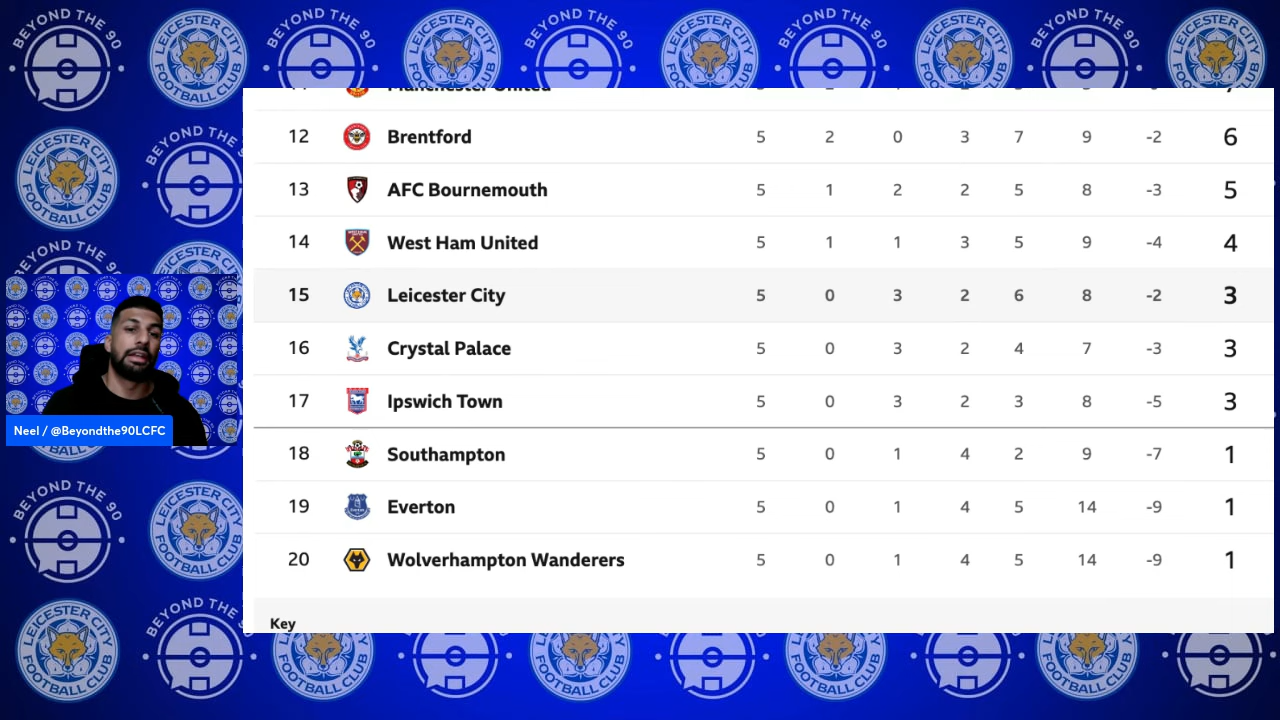 BEYOND THE 90
LEICESTER CITY
FOOTBALL CLUB
Manchester United
12 Brentford 5 2 0 3 7 9 -2 6
13 AFC Bournemouth 5 1 2 2 5 8 -3 5
14 West Ham United 5 1 1 3 5 9 -4 4
15 Leicester City 5 0 3 2 6 8 -2 3
16 Crystal Palace 5 0 3 2 4 7 -3 3
17 Ipswich Town 5 0 3 2 3 8 -5 3
18 Southampton 5 0 1 4 2 9 -7 1
19 Everton 5 0 1 4 5 14 -9 1
20 Wolverhampton Wanderers 5 0 1 4 5 14 -9 1
Key
Neel / @Beyondthe90LCFC